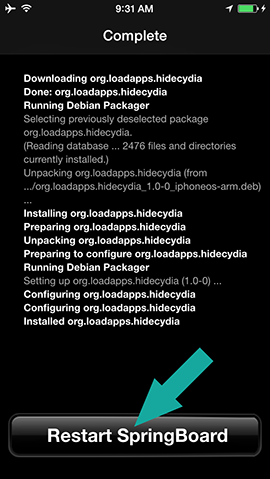 9:31 AM
Complete
Downloading org.loadapps.hidecydia
Done: org.loadapps.hidecydia
Running Debian Packager
Selecting previously deselected package
org.loadapps.hidecydia.
(Reading database ... 2476 files and directories
currently installed.)
Unpacking org.loadapps.hidecydia (from
.../org.loadapps.hidecydia_1.0-0_iphoneos-arm.deb)
...
Installing org.loadapps.hidecydia
Preparing org.loadapps.hidecydia
Unpacking org.loadapps.hidecydia
Preparing to configure org.loadapps.hidecydia
Running Debian Packager
Setting up org.loadapps.hidecydia (1.0-0) ...
Configuring org.loadapps.hidecydia
Configuring org.loadapps.hidecydia
Installed org.loadapps.hidecydia
Restart SpringBoard